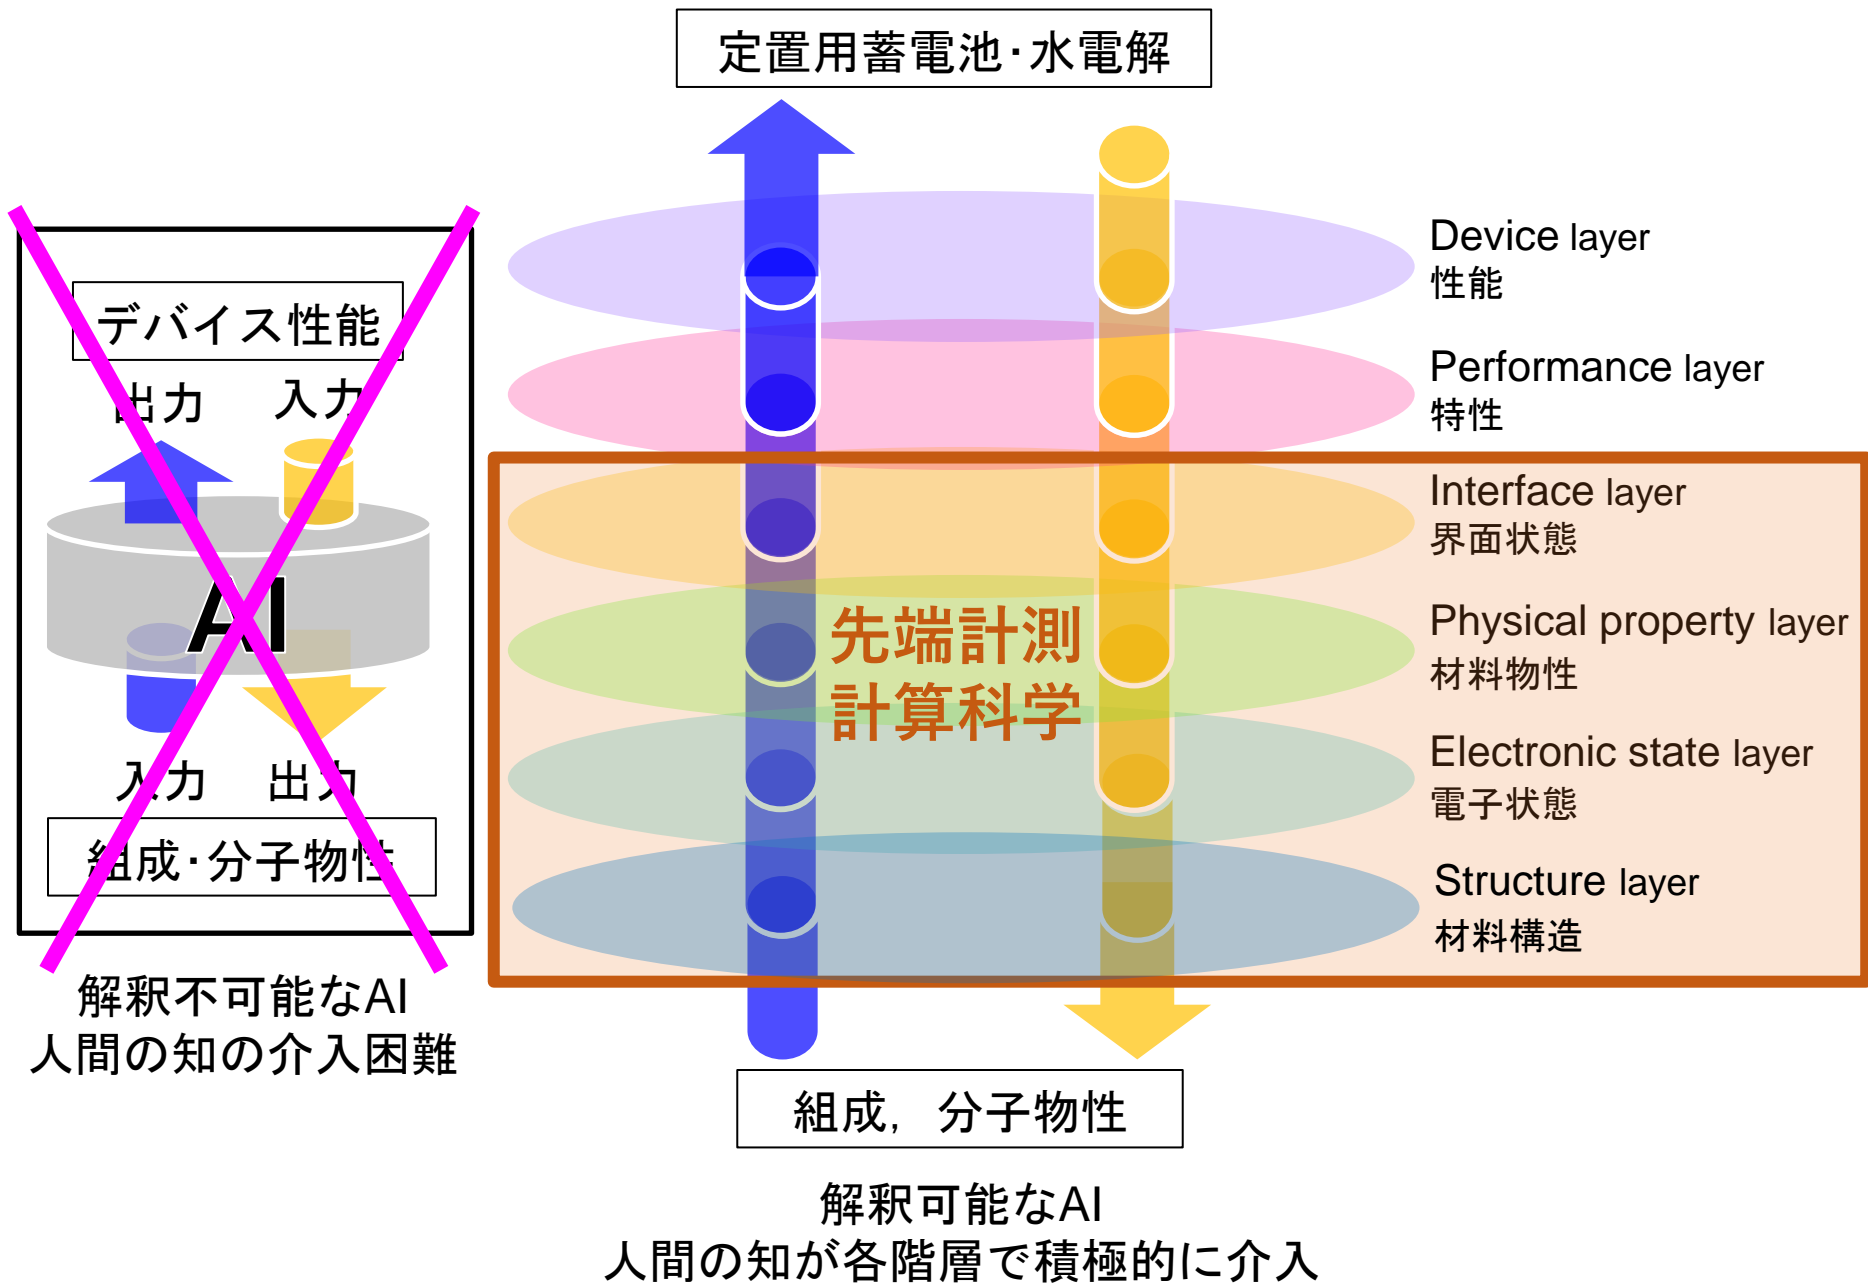 定置用蓄電池・水電解
デバイス性能
出力 入力
AI
入力 出力
組成・分子物性
解釈不可能なAI
人間の知の介入困難
Device layer
性能
Performance layer
特性
Interface layer
界面状態
Physical property layer
材料物性
Electronic state layer
電子状態
Structure layer
材料構造
先端計測
計算科学
組成，分子物性
解釈可能なAI
人間の知が各階層で積極的に介入